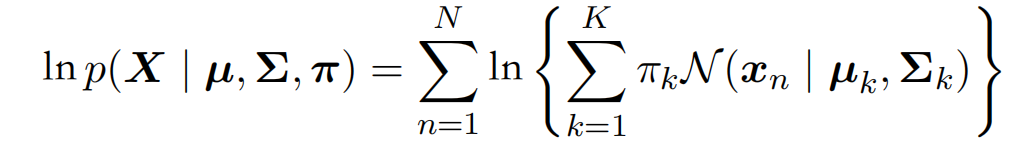 ln p(X | μ, Σ, π) = ∑_{n=1}^{N} ln { ∑_{k=1}^{K} π_k 𝒩(x_n | μ_k, Σ_k) }